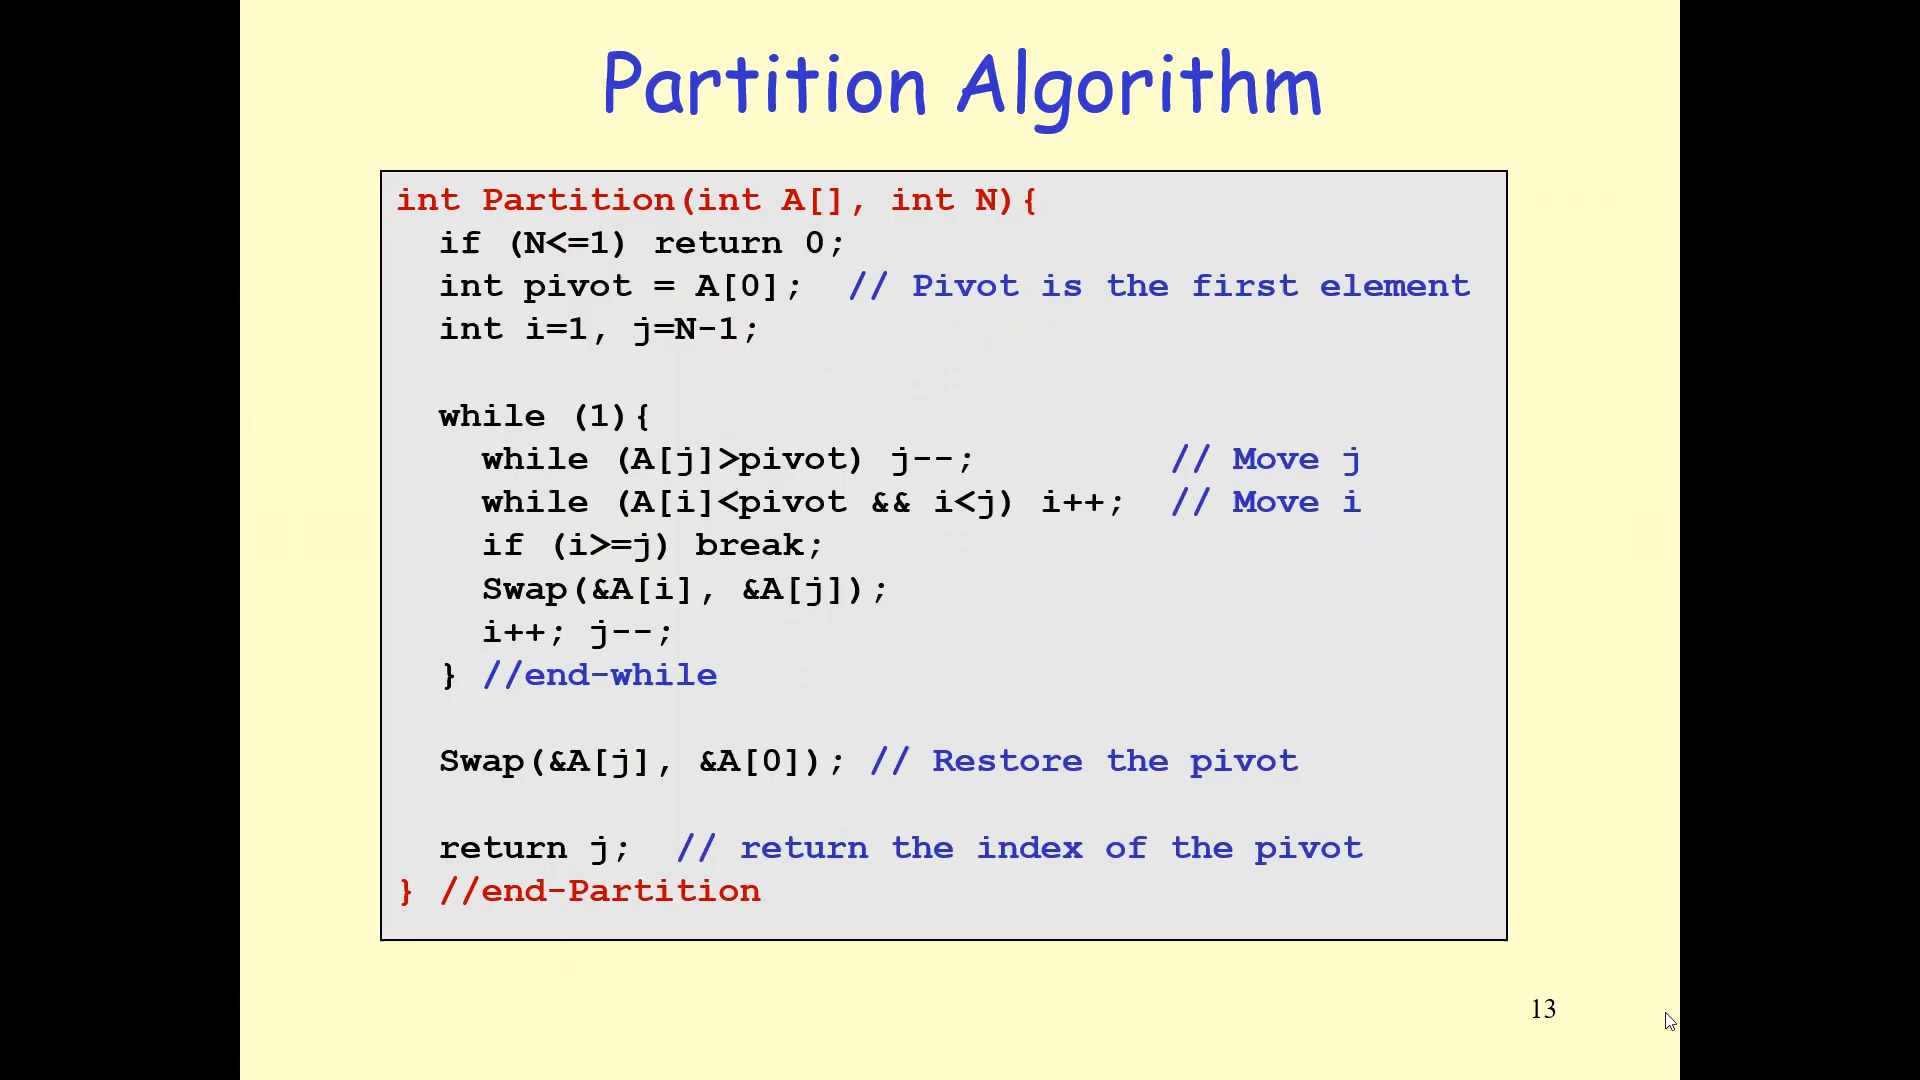 Partition Algorithm
int Partition(int A[], int N){
if (N<=1) return 0;
int pivot = A[0]; // Pivot is the first element
int i=1, j=N-1;
while (1){
while (A[j]>pivot) j--; // Move j
while (A[i]<pivot && i<j) i++; // Move i
if (i>=j) break;
Swap(&A[i], &A[j]);
i++; j--;
} //end-while
Swap(&A[j], &A[0]); // Restore the pivot
return j; // return the index of the pivot
} //end-Partition
13